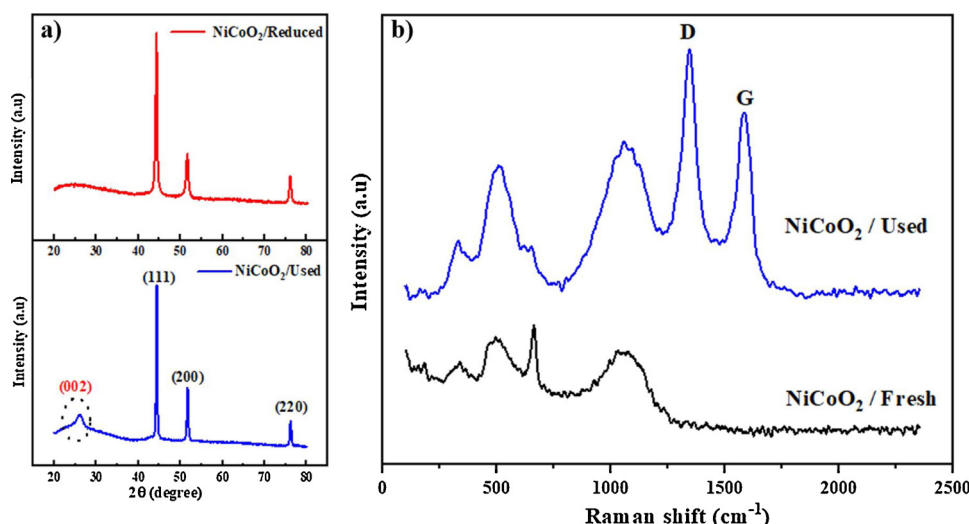 a)
NiCoO₂/Reduced
Intensity (a.u)
20 30 40 50 60 70 80
NiCoO₂/Used
(111)
(002)
(200)
(220)
Intensity (a.u)
20 30 40 50 60 70 80
2θ (degree)
b)
D
G
NiCoO₂ / Used
NiCoO₂ / Fresh
Intensity (a.u)
0 500 1000 1500 2000 2500
Raman shift (cm⁻¹)